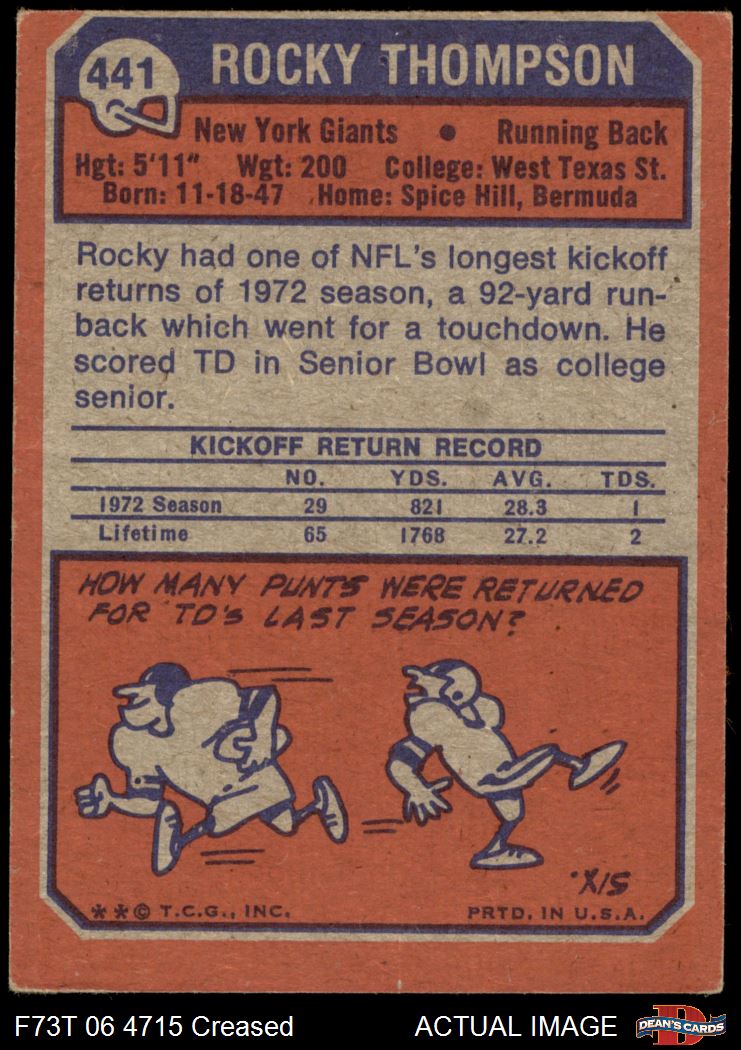 441 ROCKY THOMPSON
New York Giants • Running Back
Hgt: 5'11" Wgt: 200 College: West Texas St.
Born: 11-18-47 Home: Spice Hill, Bermuda
Rocky had one of NFL's longest kickoff
returns of 1972 season, a 92-yard run-
back which went for a touchdown. He
scored TD in Senior Bowl as college
senior.
KICKOFF RETURN RECORD
NO. YDS. AVG. TDS.
1972 Season 29 821 28.3 1
Lifetime 65 1768 27.2 2
HOW MANY PUNTS WERE RETURNED
FOR TD'S LAST SEASON?
SIX.
**© T.C.G., INC. PRTD. IN U.S.A.
F73T 06 4715 Creased ACTUAL IMAGE DEAN'S CARDS